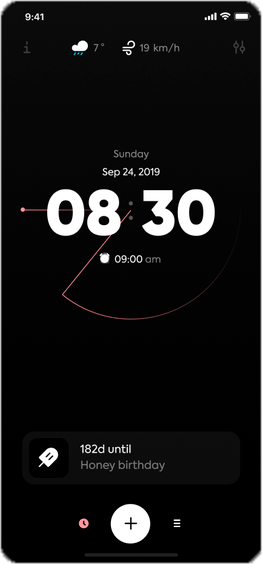 9:41
i
7°
19 km/h
Sunday
Sep 24, 2019
08:30
09:00 am
182d until
Honey birthday